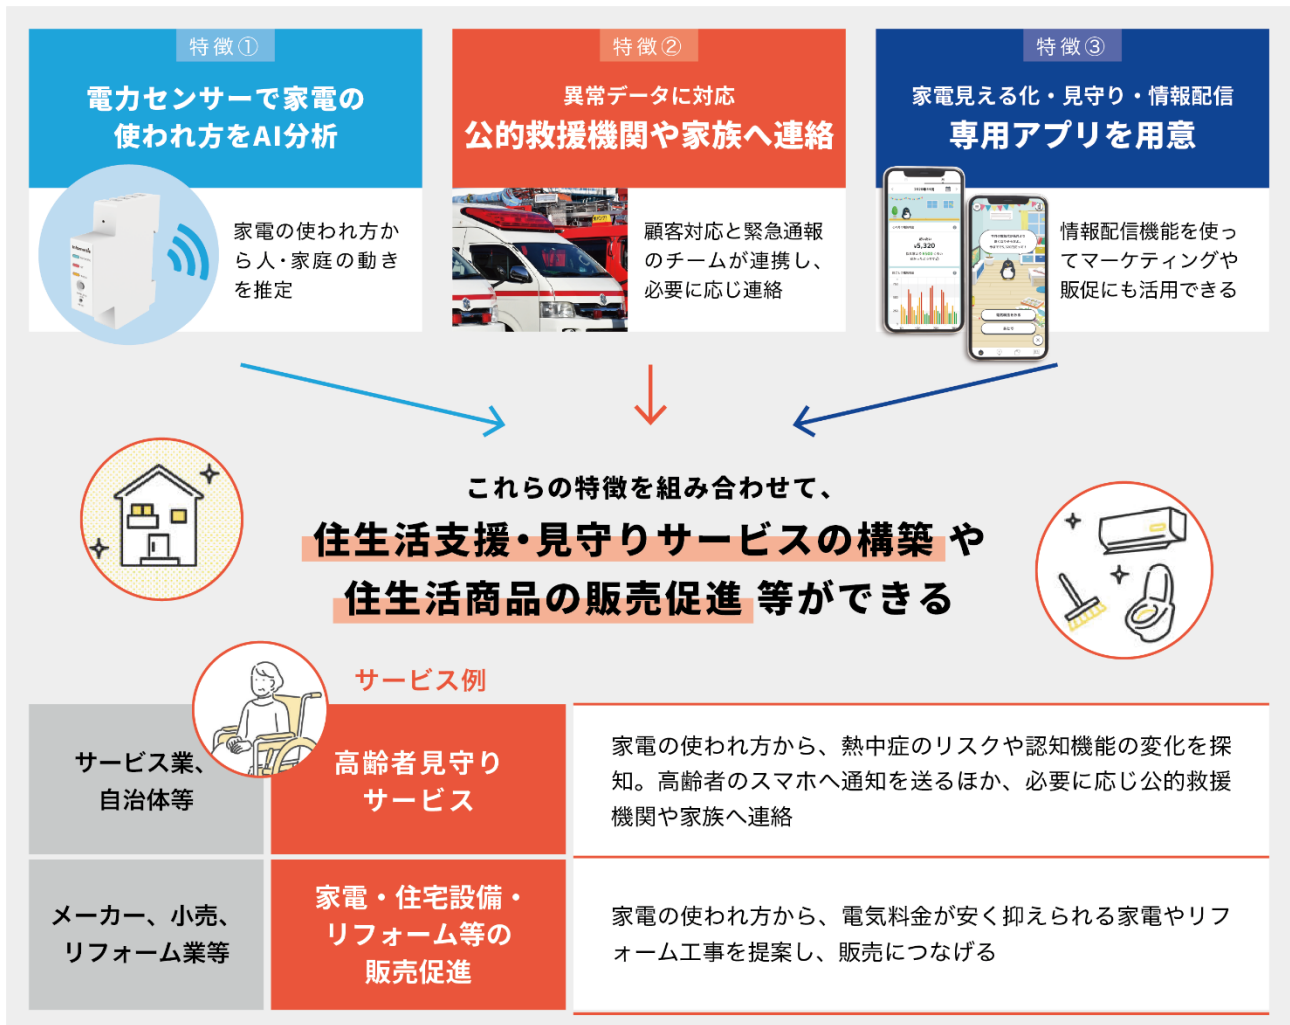 特徴①
電力センサーで家電の
使われ方をAI分析
家電の使われ方か
ら人・家庭の動き
を推定
特徴②
異常データに対応
公的救援機関や家族へ連絡
顧客対応と緊急通報
のチームが連携し、
必要に応じ連絡
特徴③
家電見える化・見守り・情報配信
専用アプリを用意
¥5,320
情報配信機能を使っ
てマーケティングや
販促にも活用できる
これらの特徴を組み合わせて、
住生活支援・見守りサービスの構築 や
住生活商品の販売促進 等ができる
サービス例
サービス業、
自治体等
高齢者見守り
サービス
家電の使われ方から、熱中症のリスクや認知機能の変化を探
知。高齢者のスマホへ通知を送るほか、必要に応じ公的救援
機関や家族へ連絡
メーカー、小売、
リフォーム業等
家電・住宅設備・
リフォーム等の
販売促進
家電の使われ方から、電気料金が安く抑えられる家電やリフ
ォーム工事を提案し、販売につなげる